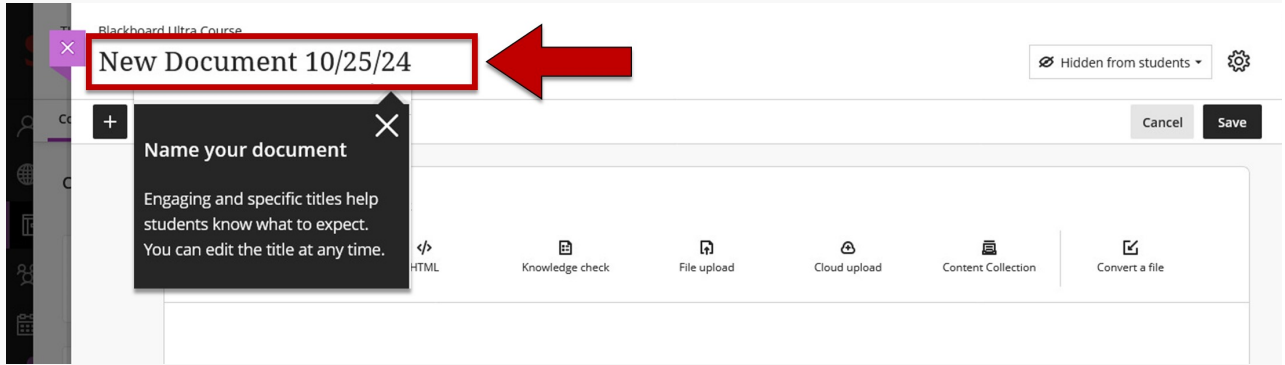 Blackboard Ultra Course
New Document 10/25/24
Hidden from students
Cancel
Save
Name your document
Engaging and specific titles help
students know what to expect.
You can edit the title at any time.
HTML
Knowledge check
File upload
Cloud upload
Content Collection
Convert a file